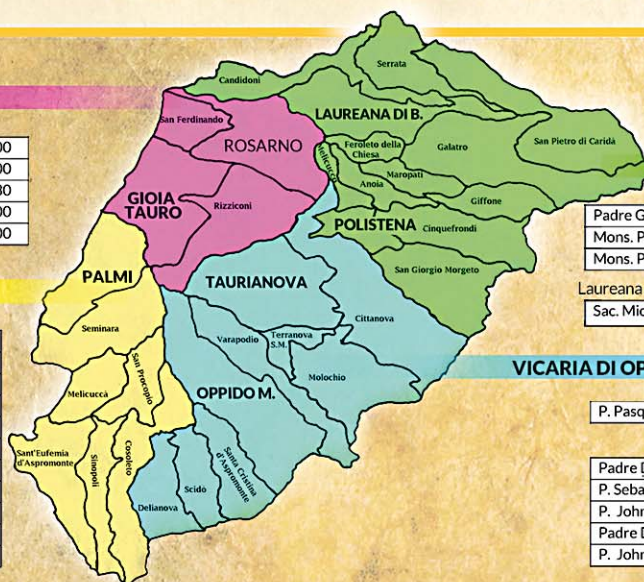 Serrata
Candidoni
San Ferdinando
LAUREANA DI B.
ROSARNO
Feroleto della
Chiesa
Galatro
San Pietro di Caridà
Melicucco
Maropati
Anoia
Giffone
GIOIA
TAURO
Rizziconi
POLISTENA
Cinquefrondi
San Giorgio Morgeto
PALMI
TAURIANOVA
Cittanova
Seminara
Varapodio
Terranova
S.M.
Molochio
San Procopio
Melicuccà
OPPIDO M.
Sant'Eufemia
d'Aspromonte
Sinopoli
Cosoleto
Delianova
Scido
Santa Cristina
d'Aspromonte
00
00
30
00
00
Padre G
Mons. P
Mons. P
Laureana
Sac. Mic
VICARIA DI OP
P. Pasq
Padre D
P. Seba
P. John
Padre D
P. John